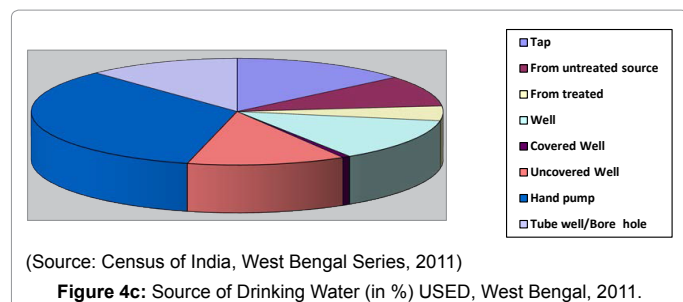 Tap
From untreated source
From treated
Well
Covered Well
Uncovered Well
Hand pump
Tube well/Bore hole
(Source: Census of India, West Bengal Series, 2011)
Figure 4c: Source of Drinking Water (in %) USED, West Bengal, 2011.